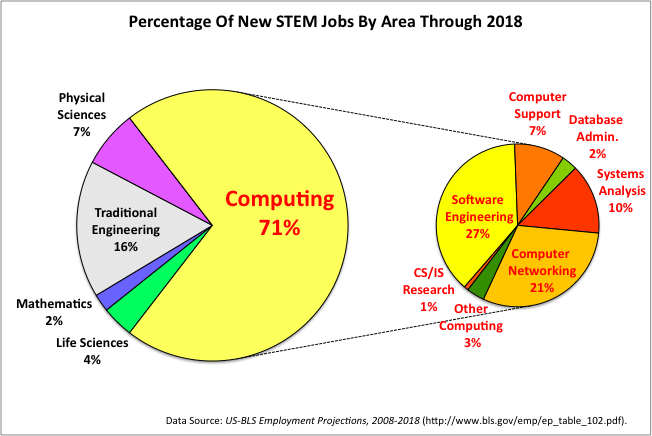 Percentage Of New STEM Jobs By Area Through 2018
Physical
Sciences
7%
Computing
71%
Traditional
Engineering
16%
Mathematics
2%
Life Sciences
4%
Computer
Support
7%
Database
Admin.
2%
Systems
Analysis
10%
Software
Engineering
27%
Computer
Networking
21%
CS/IS
Research
1%
Other
Computing
3%
Data Source: US-BLS Employment Projections, 2008-2018 (http://www.bls.gov/emp/ep_table_102.pdf).